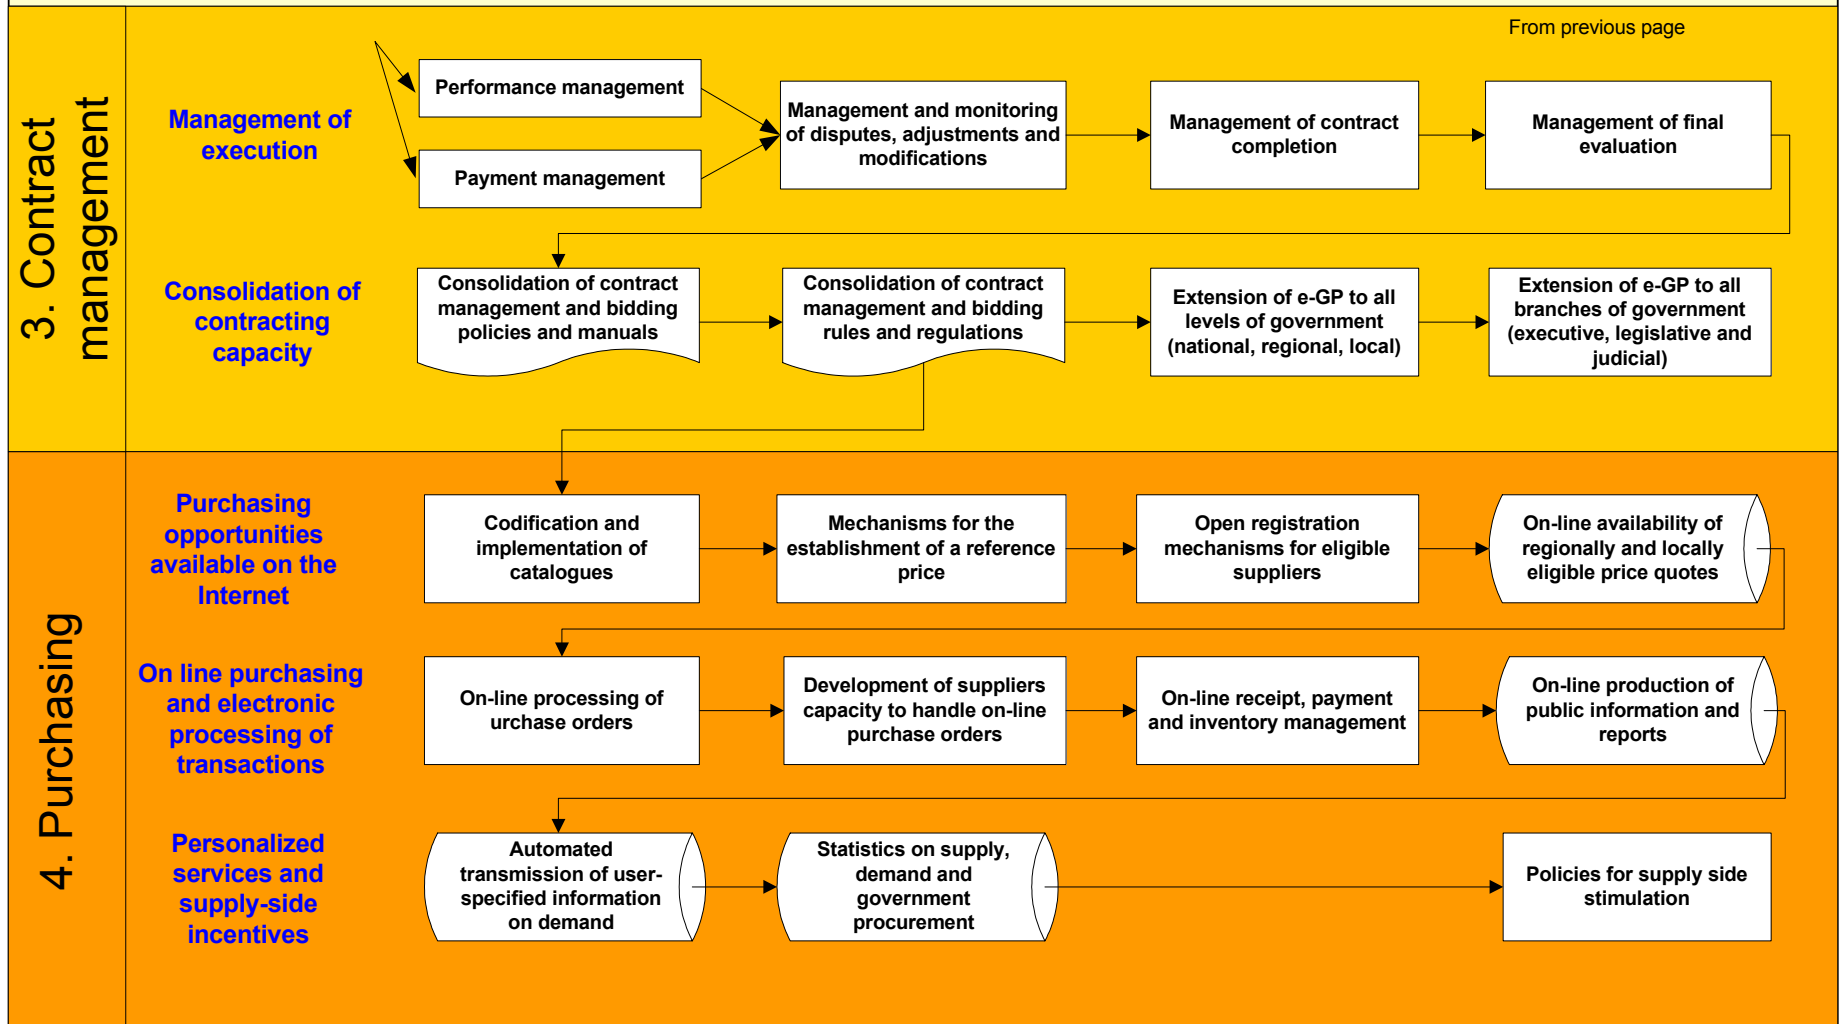 From previous page
3. Contract
management
Management of
execution
Performance management
Payment management
Management and monitoring
of disputes, adjustments and
modifications
Management of contract
completion
Management of final
evaluation
Consolidation of
contracting
capacity
Consolidation of contract
management and bidding
policies and manuals
Consolidation of contract
management and bidding
rules and regulations
Extension of e-GP to all
levels of government
(national, regional, local)
Extension of e-GP to all
branches of government
(executive, legislative and
judicial)
4. Purchasing
Purchasing
opportunities
available on the
Internet
Codification and
implementation of
catalogues
Mechanisms for the
establishment of a reference
price
Open registration
mechanisms for eligible
suppliers
On-line availability of
regionally and locally
eligible price quotes
On line purchasing
and electronic
processing of
transactions
On-line processing of
urchase orders
Development of suppliers
capacity to handle on-line
purchase orders
On-line receipt, payment
and inventory management
On-line production of
public information and
reports
Personalized
services and
supply-side
incentives
Automated
transmission of user-
specified information
on demand
Statistics on supply,
demand and
government
procurement
Policies for supply side
stimulation